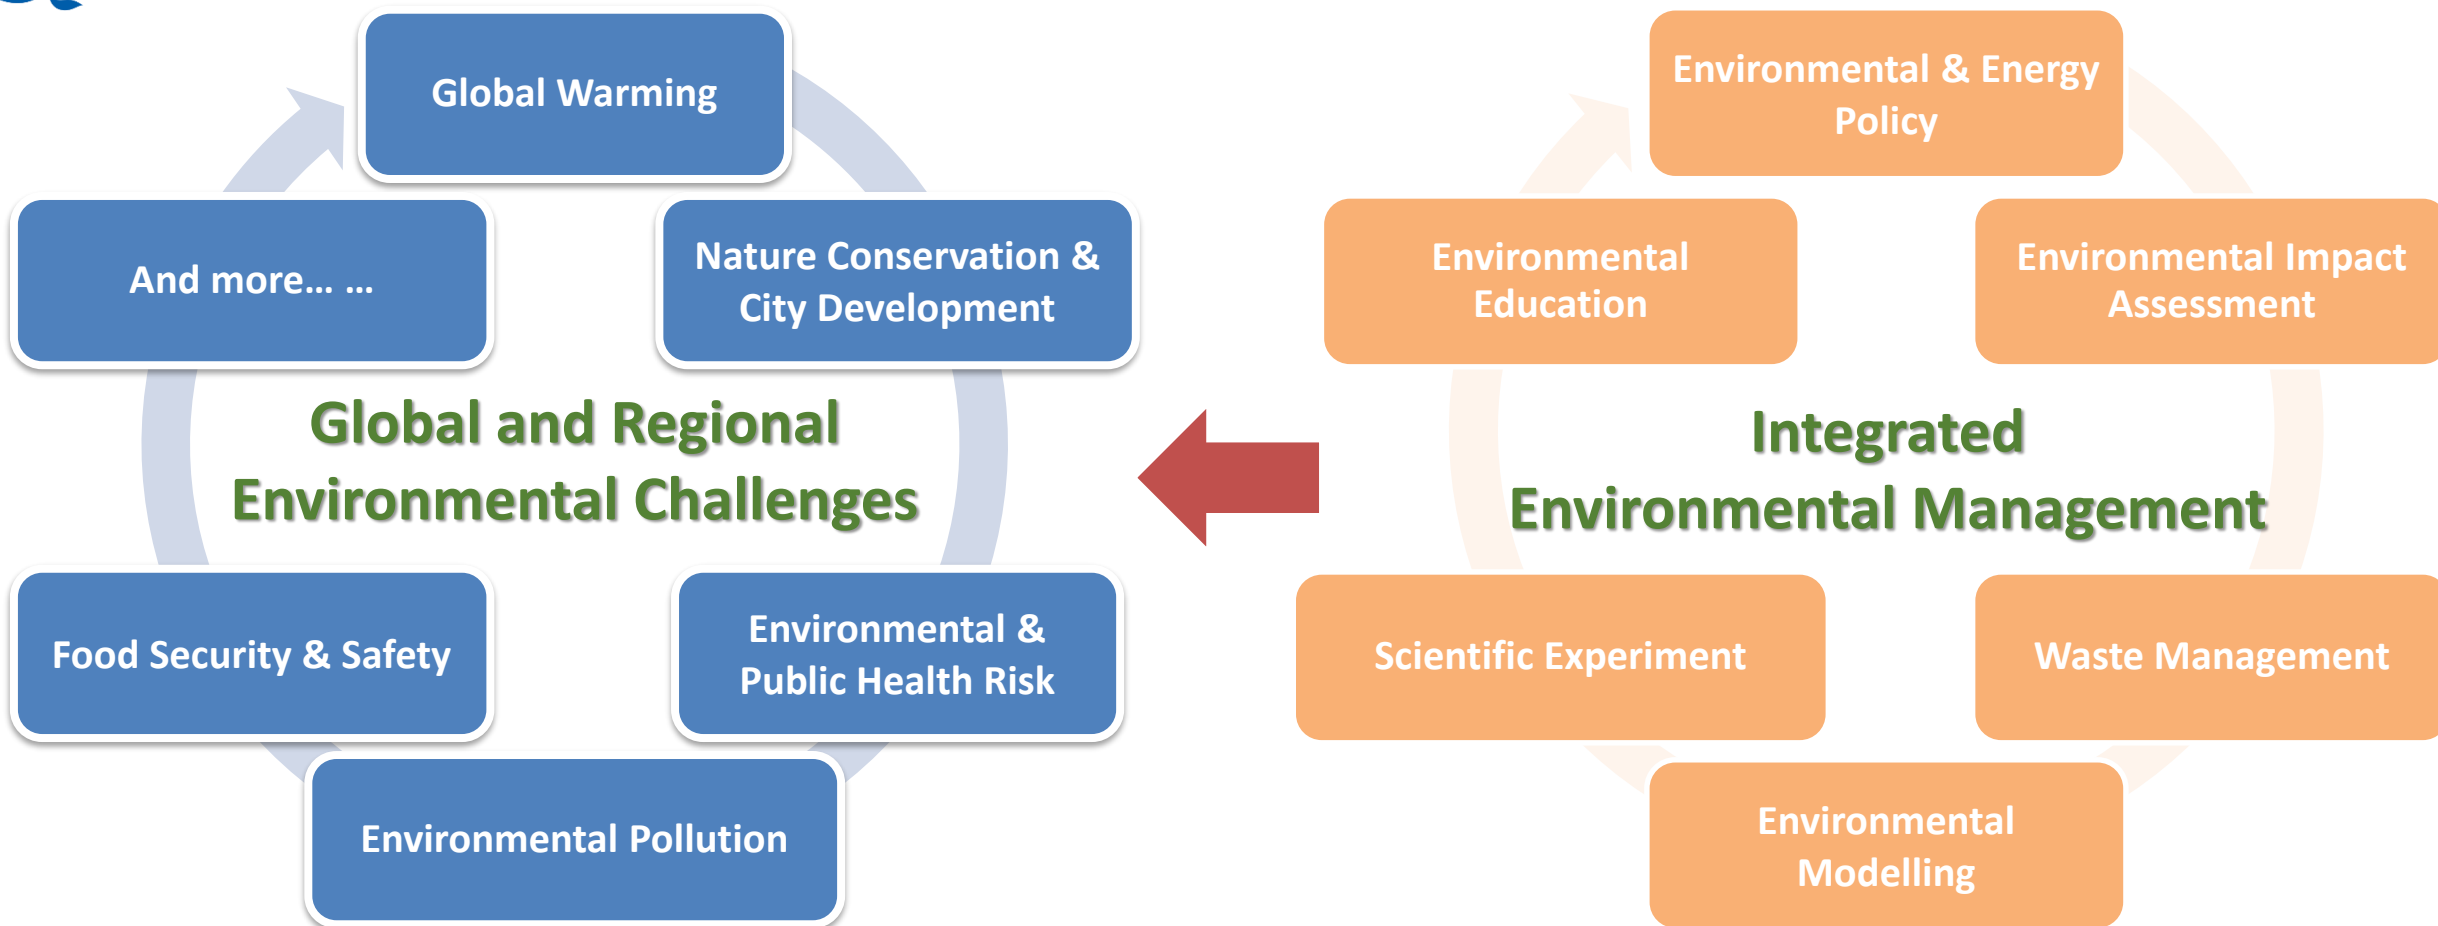 Global Warming
Nature Conservation &
City Development
Environmental &
Public Health Risk
Environmental Pollution
Food Security & Safety
And more... ...
Global and Regional
Environmental Challenges
Environmental & Energy
Policy
Environmental Impact
Assessment
Waste Management
Environmental
Modelling
Scientific Experiment
Environmental
Education
Integrated
Environmental Management